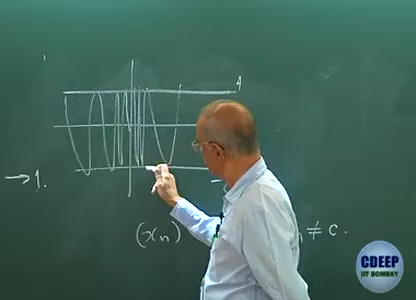 A
→ 1.
(x(n)
n ≠ c.
CDEEP
IIT BOMBAY